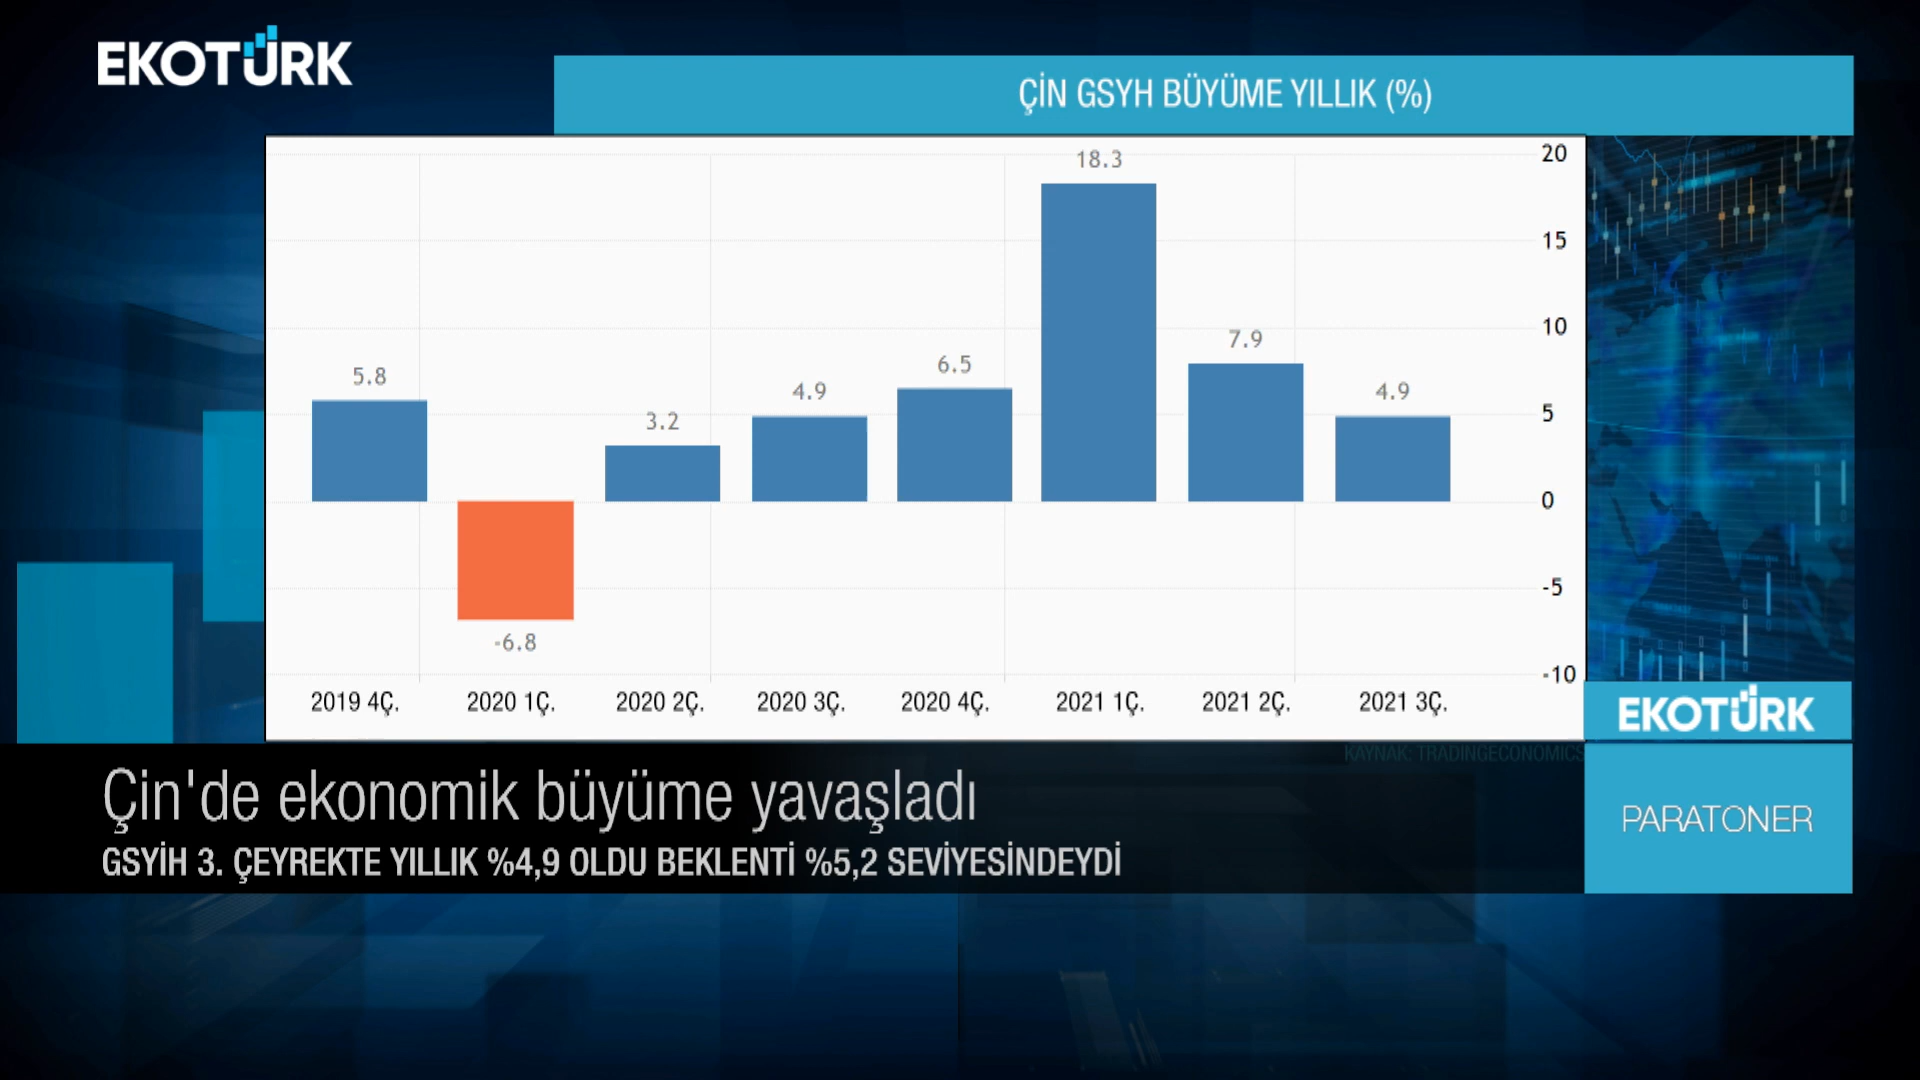 EKOTÜRK
ÇİN GSYH BÜYÜME YILLIK (%)
18.3
7.9
6.5
5.8
4.9
4.9
3.2
-6.8
20
15
10
5
0
-5
-10
2019 4Ç. 2020 1Ç. 2020 2Ç. 2020 3Ç. 2020 4Ç. 2021 1Ç. 2021 2Ç. 2021 3Ç.
EKOTÜRK
KAYNAK: TRADINGECONOMICS
Çin'de ekonomik büyüme yavaşladı
GSYİH 3. ÇEYREKTE YILLIK %4,9 OLDU BEKLENTİ %5,2 SEVİYESİNDEYDİ
PARATONER